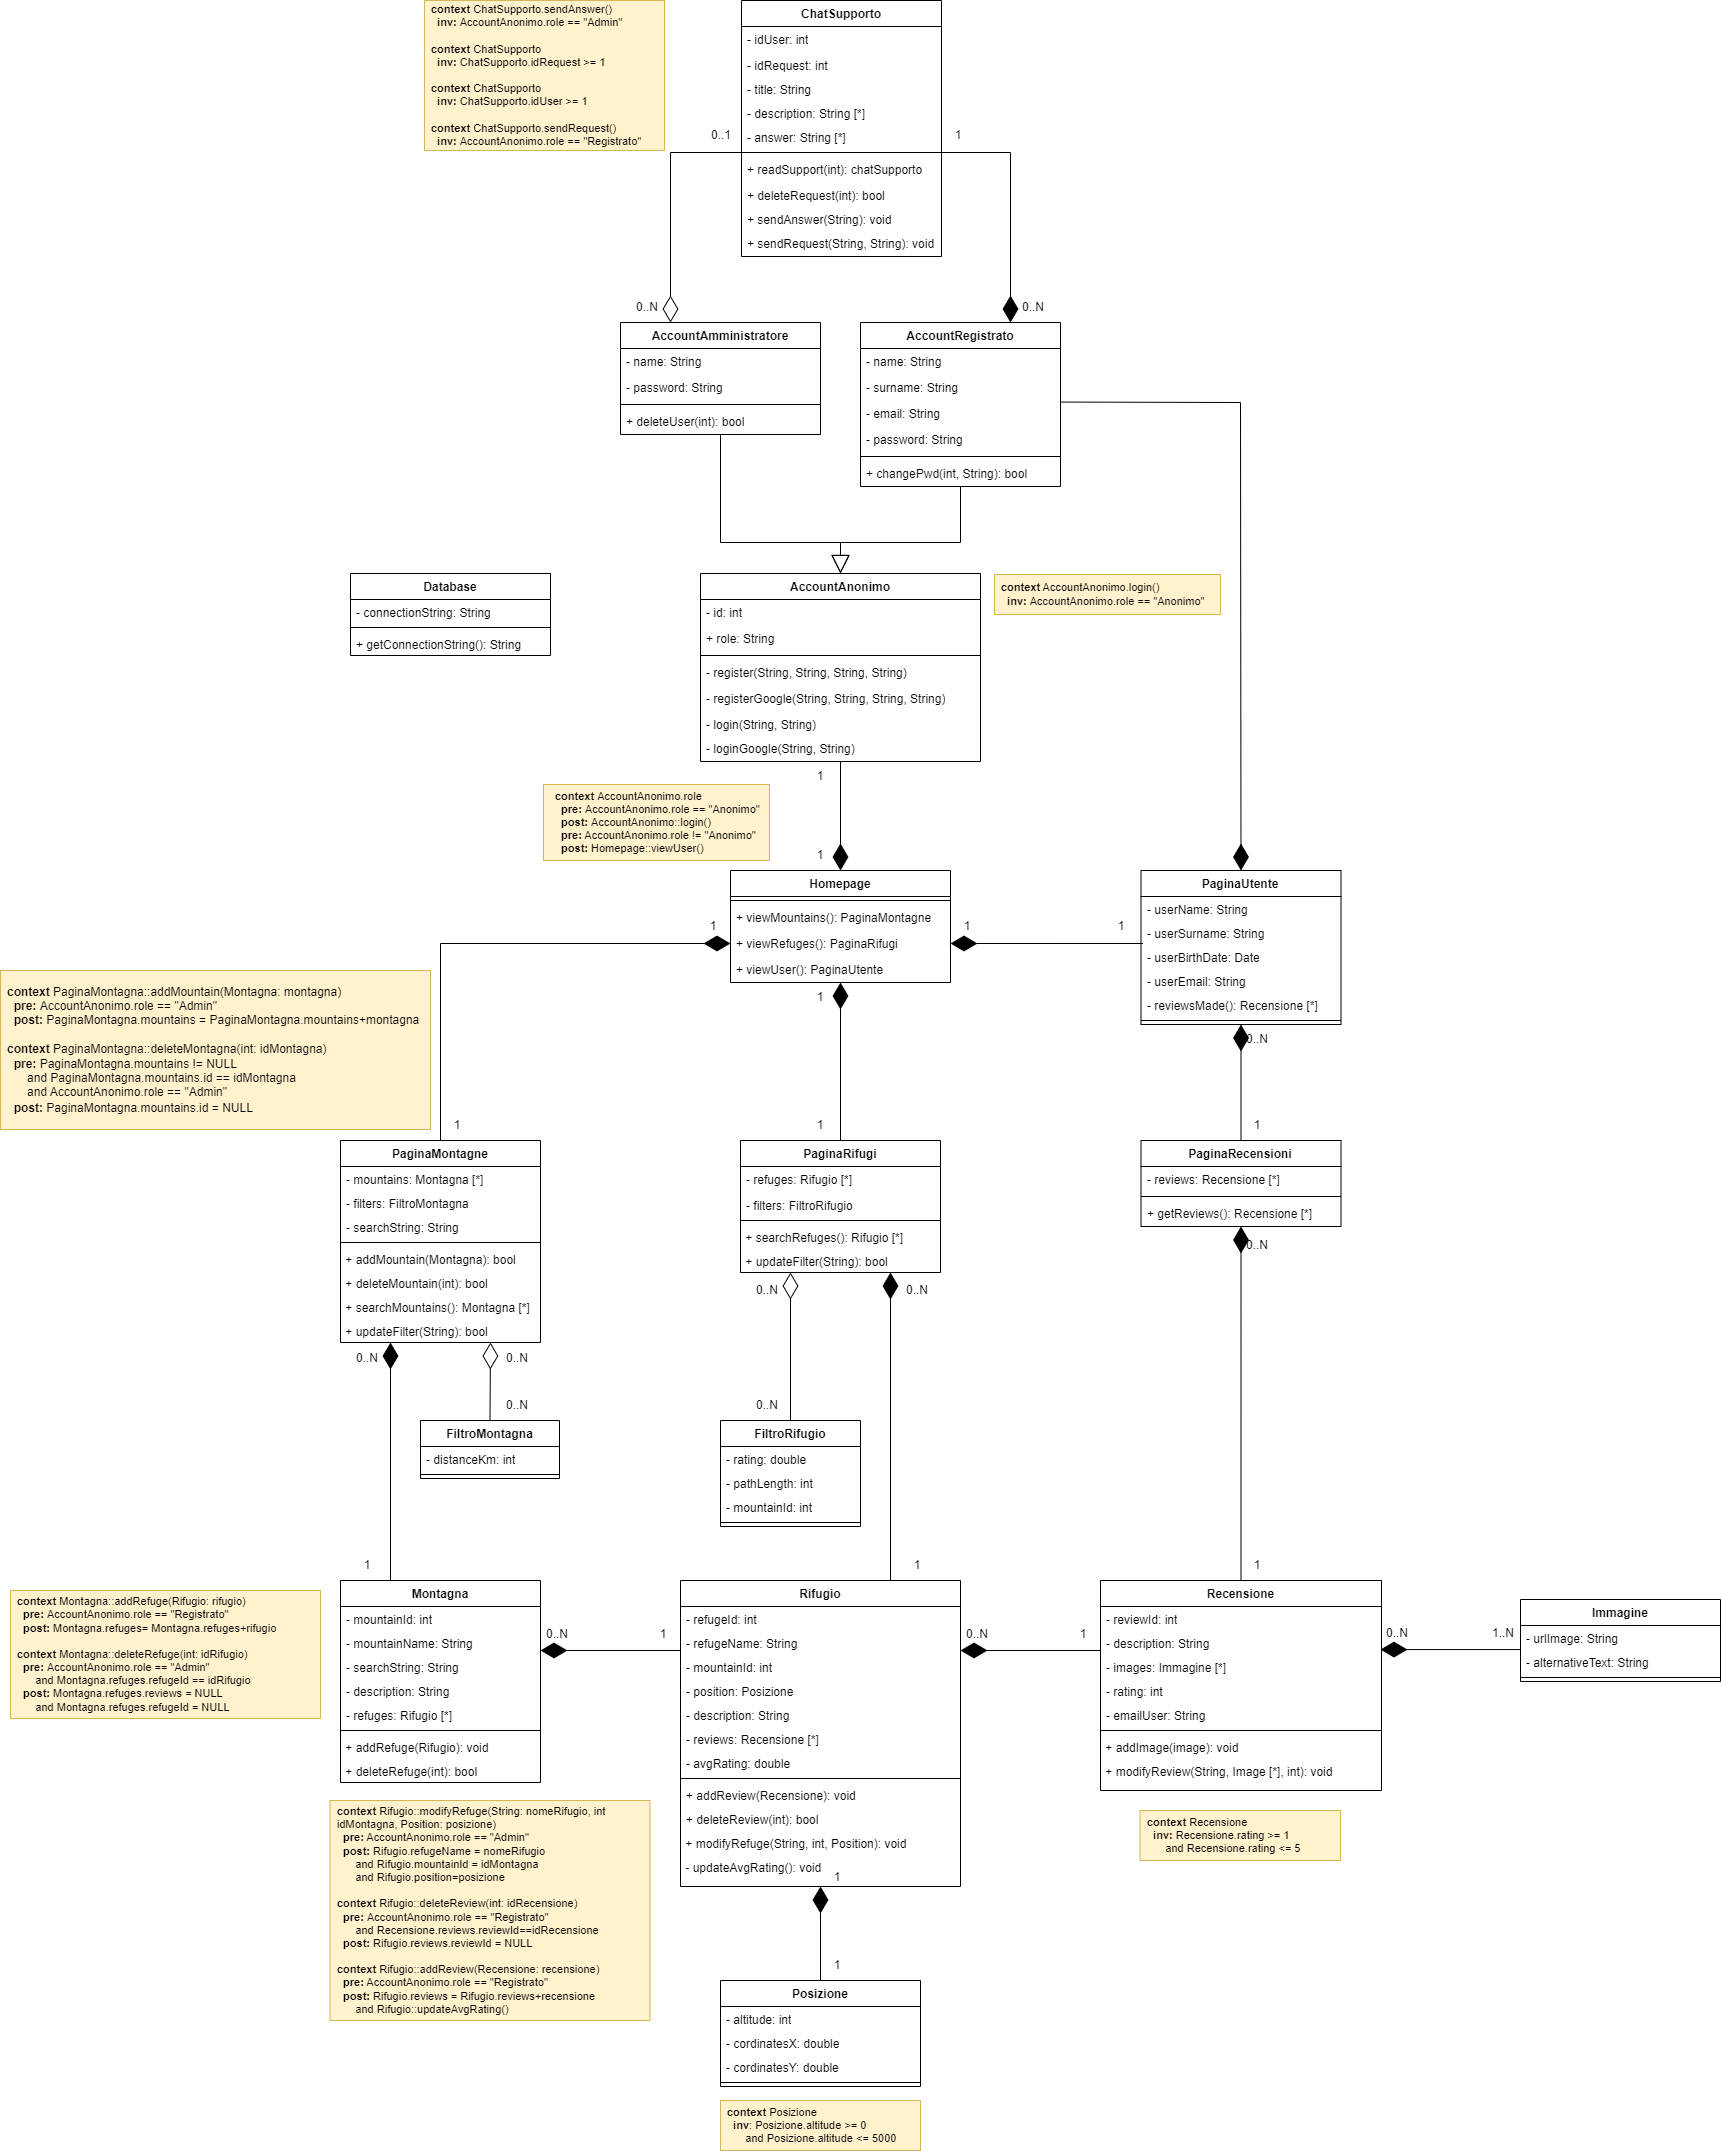 context ChatSupporto.sendAnswer()
inv: AccountAnonimo.role == "Admin"
context ChatSupporto
inv: ChatSupporto.idRequest >= 1
context ChatSupporto
inv: ChatSupporto.idUser >= 1
context ChatSupporto.sendRequest()
inv: AccountAnonimo.role == "Registrato"
ChatSupporto
- idUser: int
- idRequest: int
- title: String
- description: String [*]
- answer: String [*]
+ readSupport(int): chatSupporto
+ deleteRequest(int): bool
+ sendAnswer(String): void
+ sendRequest(String, String): void
0..1
1
0..N
0..N
AccountAmministratore
- name: String
- password: String
+ deleteUser(int): bool
AccountRegistrato
- name: String
- surname: String
- email: String
- password: String
+ changePwd(int, String): bool
Database
- connectionString: String
+ getConnectionString(): String
AccountAnonimo
- id: int
+ role: String
- register(String, String, String, String)
- registerGoogle(String, String, String, String)
- login(String, String)
- loginGoogle(String, String)
context AccountAnonimo.login()
inv: AccountAnonimo.role == "Anonimo"
1
context AccountAnonimo.role
pre: AccountAnonimo.role == "Anonimo"
post: AccountAnonimo::login()
pre: AccountAnonimo.role != "Anonimo"
post: Homepage::viewUser()
1
Homepage
+ viewMountains(): PaginaMontagne
+ viewRefuges(): PaginaRifugi
+ viewUser(): PaginaUtente
1
1
1
1
PaginaUtente
- userName: String
- userSurname: String
- userBirthDate: Date
- userEmail: String
- reviewsMade(): Recensione [*]
0..N
context PaginaMontagna::addMountain(Montagna: montagna)
pre: AccountAnonimo.role == "Admin"
post: PaginaMontagna.mountains = PaginaMontagna.mountains+montagna
context PaginaMontagna::deleteMontagna(int: idMontagna)
pre: PaginaMontagna.mountains != NULL
and PaginaMontagna.mountains.id == idMontagna
and AccountAnonimo.role == "Admin"
post: PaginaMontagna.mountains.id = NULL
1
1
1
PaginaMontagne
- mountains: Montagna [*]
- filters: FiltroMontagna
- searchString: String
+ addMountain(Montagna): bool
+ deleteMountain(int): bool
+ searchMountains(): Montagna [*]
+ updateFilter(String): bool
0..N
0..N
PaginaRifugi
- refuges: Rifugio [*]
- filters: FiltroRifugio
+ searchRefuges(): Rifugio [*]
+ updateFilter(String): bool
0..N
0..N
PaginaRecensioni
- reviews: Recensione [*]
+ getReviews(): Recensione [*]
0..N
0..N
FiltroMontagna
- distanceKm: int
0..N
FiltroRifugio
- rating: double
- pathLength: int
- mountainId: int
1
1
1
context Montagna::addRefuge(Rifugio: rifugio)
pre: AccountAnonimo.role == "Registrato"
post: Montagna.refuges= Montagna.refuges+rifugio
context Montagna::deleteRefuge(int: idRifugio)
pre: AccountAnonimo.role == "Admin"
and Montagna.refuges.refugeId == idRifugio
post: Montagna.refuges.reviews = NULL
and Montagna.refuges.refugeId = NULL
Montagna
- mountainId: int
- mountainName: String
- searchString: String
- description: String
- refuges: Rifugio [*]
+ addRefuge(Rifugio): void
+ deleteRefuge(int): bool
0..N
1
Rifugio
- refugeId: int
- refugeName: String
- mountainId: int
- position: Posizione
- description: String
- reviews: Recensione [*]
- avgRating: double
+ addReview(Recensione): void
+ deleteReview(int): bool
+ modifyRefuge(String, int, Position): void
- updateAvgRating(): void
1
0..N
1
Recensione
- reviewId: int
- description: String
- images: Immagine [*]
- rating: int
- emailUser: String
+ addImage(image): void
+ modifyReview(String, Image [*], int): void
0..N
1..N
Immagine
- urlImage: String
- alternativeText: String
context Rifugio::modifyRefuge(String: nomeRifugio, int
idMontagna, Position: posizione)
pre: AccountAnonimo.role == "Admin"
post: Rifugio.refugeName = nomeRifugio
and Rifugio.mountainId = idMontagna
and Rifugio.position=posizione
context Rifugio::deleteReview(int: idRecensione)
pre: AccountAnonimo.role == "Registrato"
and Recensione.reviews.reviewId==idRecensione
post: Rifugio.reviews.reviewId = NULL
context Rifugio::addReview(Recensione: recensione)
pre: AccountAnonimo.role == "Registrato"
post: Rifugio.reviews = Rifugio.reviews+recensione
and Rifugio::updateAvgRating()
context Recensione
inv: Recensione.rating >= 1
and Recensione.rating <= 5
1
Posizione
- altitude: int
- cordinatesX: double
- cordinatesY: double
context Posizione
inv: Posizione.altitude >= 0
and Posizione.altitude <= 5000